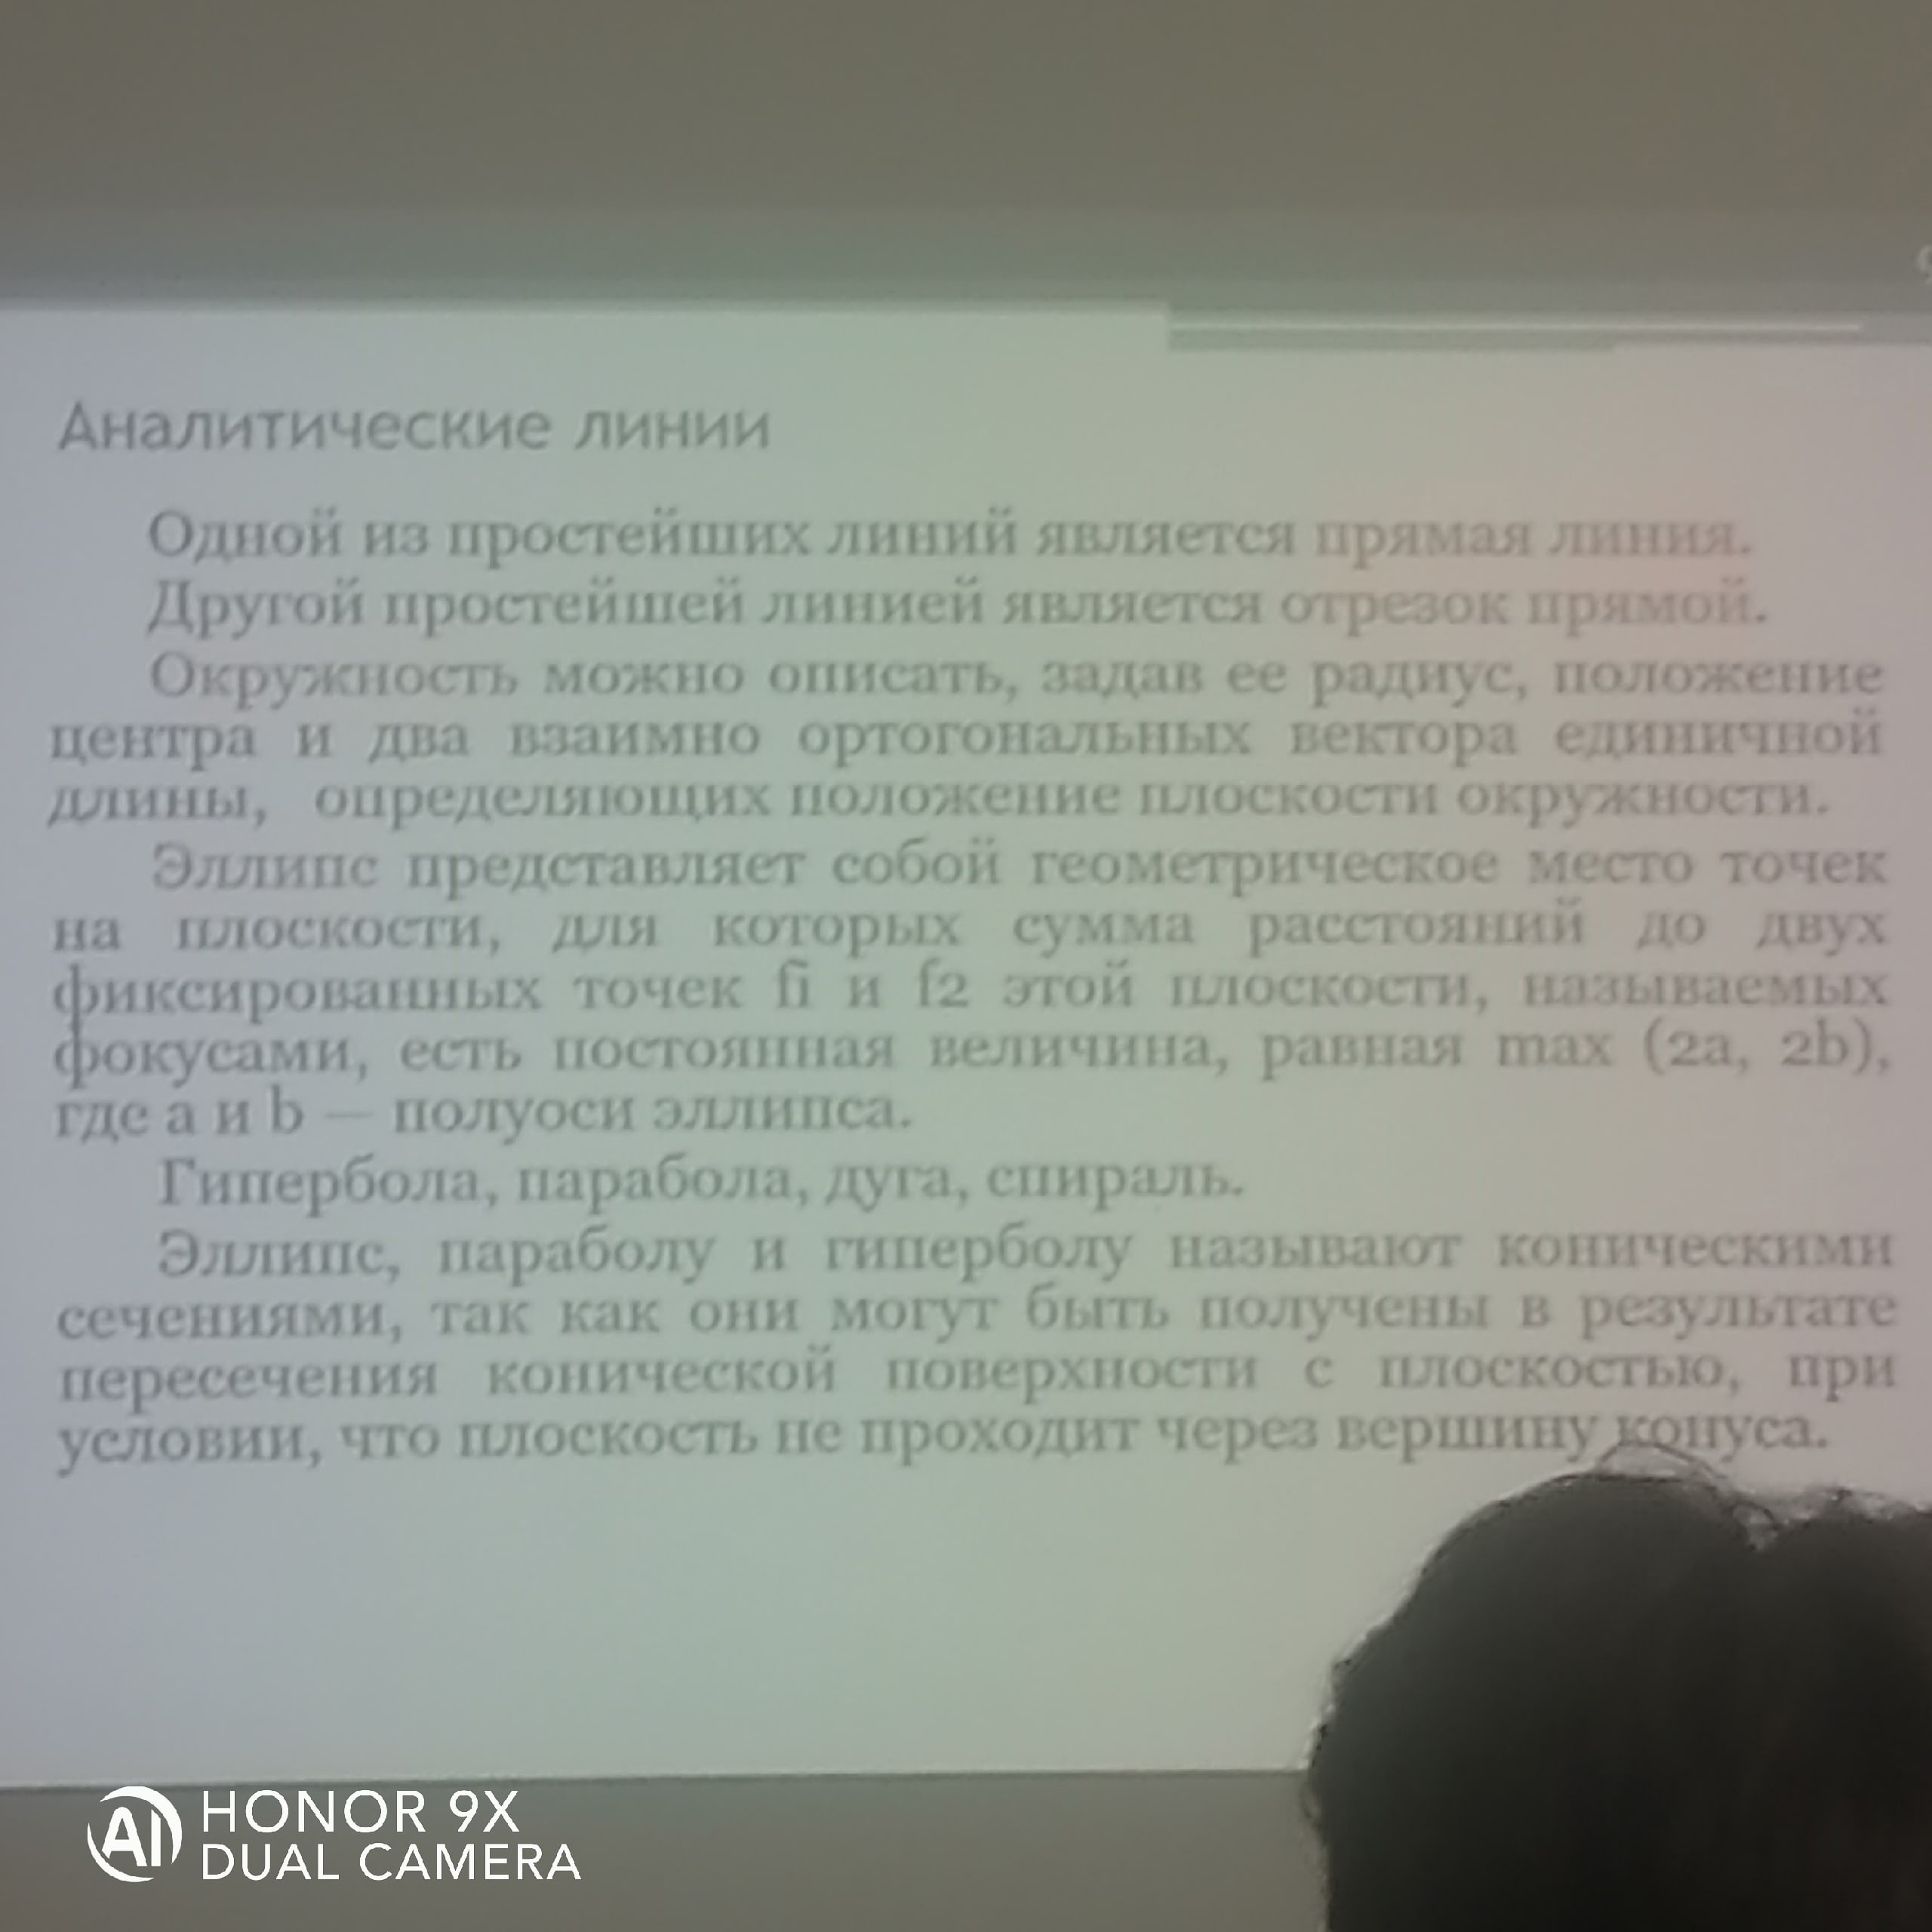 Аналитические линии
Одной из простейших линий является прямая линия.
Другой простейшей линией является отрезок прямой.
Окружность можно описать, задав ее радиус, положение
центра и два взаимно ортогональных вектора единичной
длины, определяющих положение плоскости окружности.
Эллипс представляет собой геометрическое место точек
на плоскости, для которых сумма расстояний до двух
фиксированных точек fi и f2 этой плоскости, называемых
фокусами, есть постоянная величина, равная max (2a, 2b),
где a и b — полуоси эллипса.
Гипербола, парабола, дуга, спираль.
Эллипс, параболу и гиперболу называют коническими
сечениями, так как они могут быть получены в результате
пересечения конической поверхности с плоскостью, при
условии, что плоскость не проходит через вершину конуса.
AI HONOR 9X
DUAL CAMERA